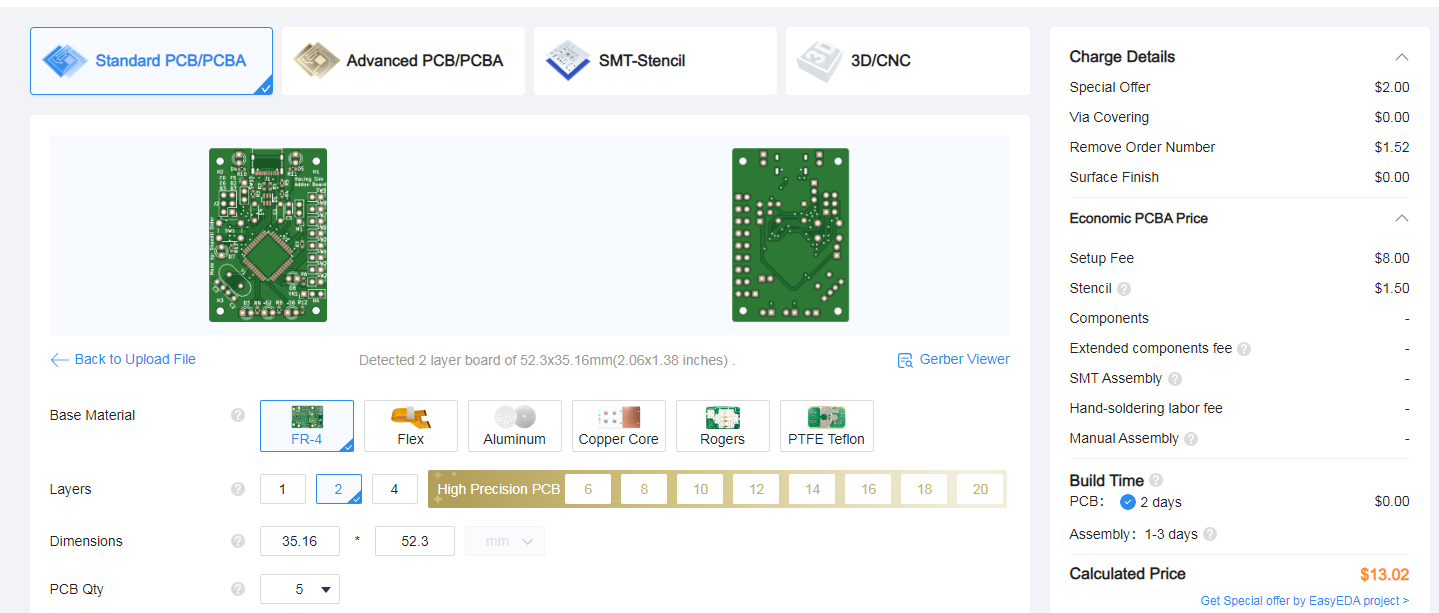 Standard PCB/PCBA
Advanced PCB/PCBA
SMT-Stencil
3D/CNC
Back to Upload File
Detected 2 layer board of 52.3x35.16mm(2.06x1.38 inches) .
Gerber Viewer
Base Material ?
FR-4
Flex
Aluminum
Copper Core
Rogers
PTFE Teflon
Layers ? 1 2 4 High Precision PCB 6 8 10 12 14 16 18 20
Dimensions ? 35.16 * 52.3 mm
PCB Qty ? 5
Charge Details
Special Offer $2.00
Via Covering $0.00
Remove Order Number $1.52
Surface Finish $0.00
Economic PCBA Price
Setup Fee $8.00
Stencil ? $1.50
Components -
Extended components fee ? -
SMT Assembly ? -
Hand-soldering labor fee -
Manual Assembly ? -
Build Time ?
PCB: 2 days $0.00
Assembly: 1-3 days ?
Calculated Price $13.02
Get Special offer by EasyEDA project >